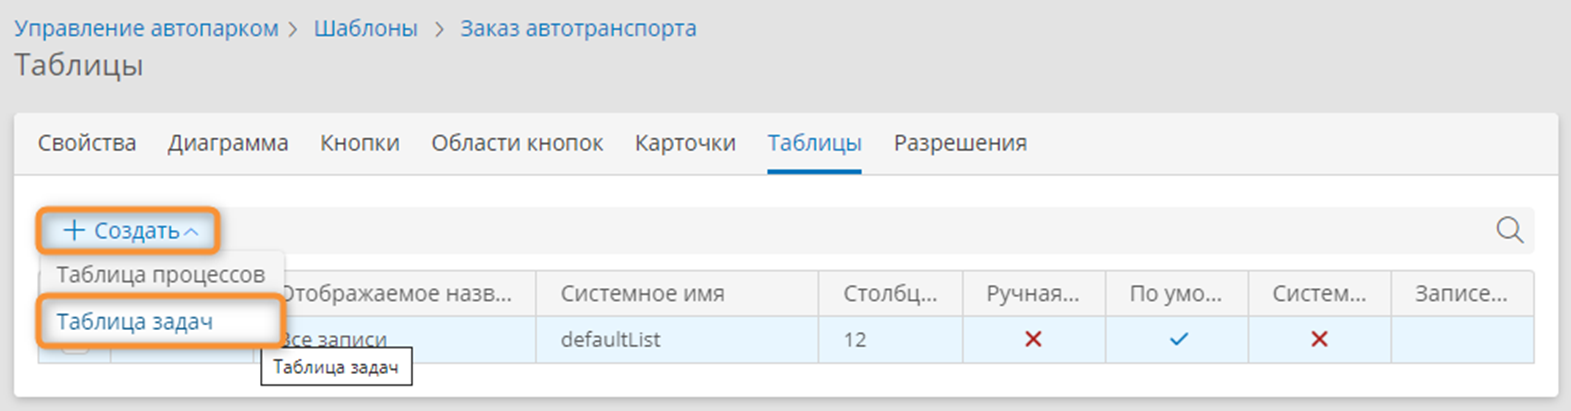 Управление автопарком > Шаблоны > Заказ автотранспорта
Таблицы
Свойства Диаграмма Кнопки Области кнопок Карточки Таблицы Разрешения
+ Создать
Таблица процессов
Отображаемое назв... Системное имя Столбц... Ручная... По умо... Систем... Записе...
Таблица задач
Все записи defaultList 12
Таблица задач